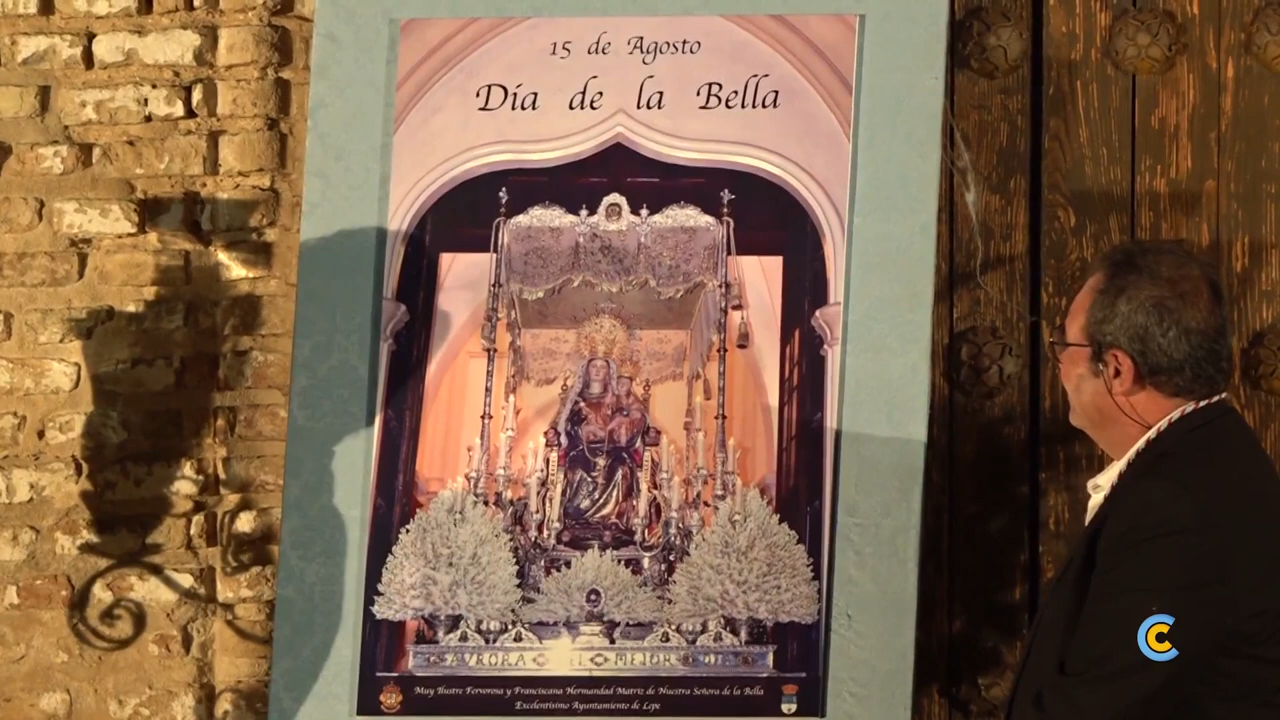 15 de Agosto
Día de la Bella
AVRORA EL MEJOR
Muy Ilustre Fervorosa y Franciscana Hermandad Matriz de Nuestra Señora de la Bella
Excelentísimo Ayuntamiento de Lepe